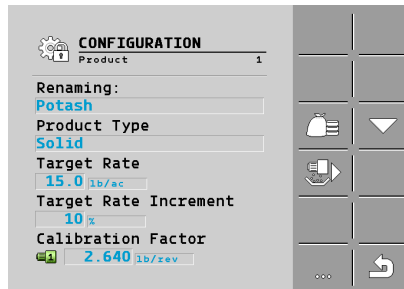 CONFIGURATION
Product 1
Renaming:
Potash
Product Type
Solid
Target Rate
15.0 lb/ac
Target Rate Increment
10 %
Calibration Factor
1 2.640 lb/rev
...